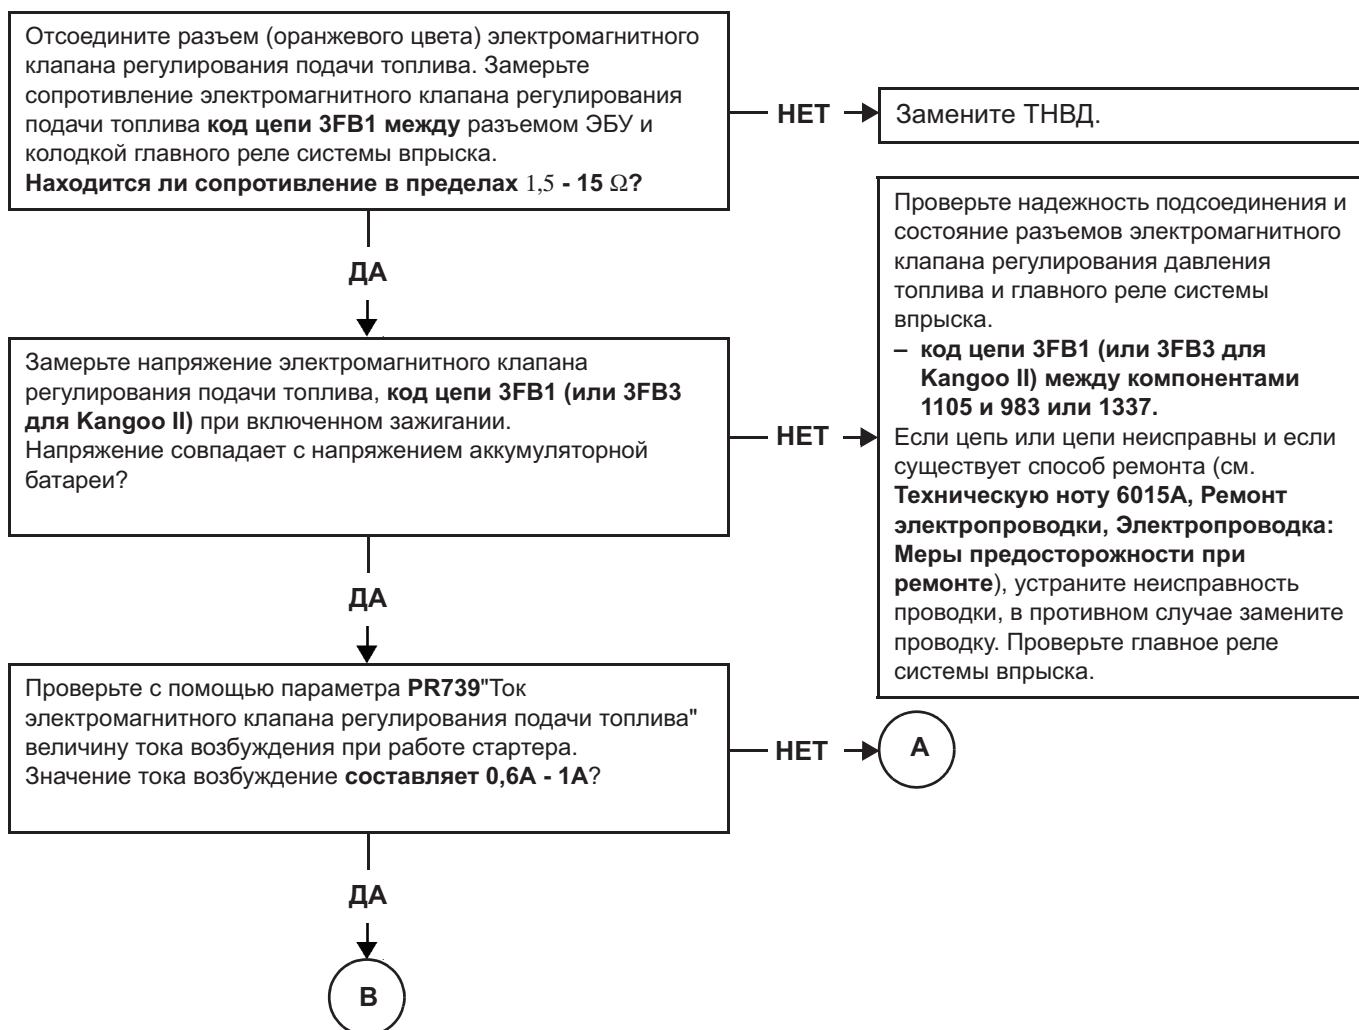 Отсоедините разъем (оранжевого цвета) электромагнитного
клапана регулирования подачи топлива. Замерьте
сопротивление электромагнитного клапана регулирования
подачи топлива код цепи 3FB1 между разъемом ЭБУ и
колодкой главного реле системы впрыска.
Находится ли сопротивление в пределах 1,5 - 15 Ω?
НЕТ
Замените ТНВД.
ДА
Замерьте напряжение электромагнитного клапана
регулирования подачи топлива, код цепи 3FB1 (или 3FB3
для Kangoo II) при включенном зажигании.
Напряжение совпадает с напряжением аккумуляторной
батареи?
НЕТ
Проверьте надежность подсоединения и
состояние разъемов электромагнитного
клапана регулирования давления
топлива и главного реле системы
впрыска.
– код цепи 3FB1 (или 3FB3 для
Kangoo II) между компонентами
1105 и 983 или 1337.
Если цепь или цепи неисправны и если
существует способ ремонта (см.
Техническую ноту 6015А, Ремонт
электропроводки, Электропроводка:
Меры предосторожности при
ремонте), устраните неисправность
проводки, в противном случае замените
проводку. Проверьте главное реле
системы впрыска.
ДА
Проверьте с помощью параметра PR739"Ток
электромагнитного клапана регулирования подачи топлива"
величину тока возбуждения при работе стартера.
Значение тока возбуждение составляет 0,6А - 1А?
НЕТ
А
ДА
В